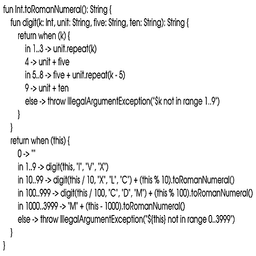 fun Int.toRomanNumeral(): String {
fun digit(k: Int, unit: String, five: String, ten: String): String {
return when (k) {
in 1..3 -> unit.repeat(k)
4 -> unit + five
in 5..8 -> five + unit.repeat(k - 5)
9 -> unit + ten
else -> throw IllegalArgumentException("$k not in range 1..9")
}
}
return when (this) {
0 -> ""
in 1..9 -> digit(this, "I", "V", "X")
in 10..99 -> digit(this / 10, "X", "L", "C") + (this % 10).toRomanNumeral()
in 100..999 -> digit(this / 100, "C", "D", "M") + (this % 100).toRomanNumeral()
in 1000..3999 -> "M" + (this - 1000).toRomanNumeral()
else -> throw IllegalArgumentException("${this} not in range 0..3999")
}
}